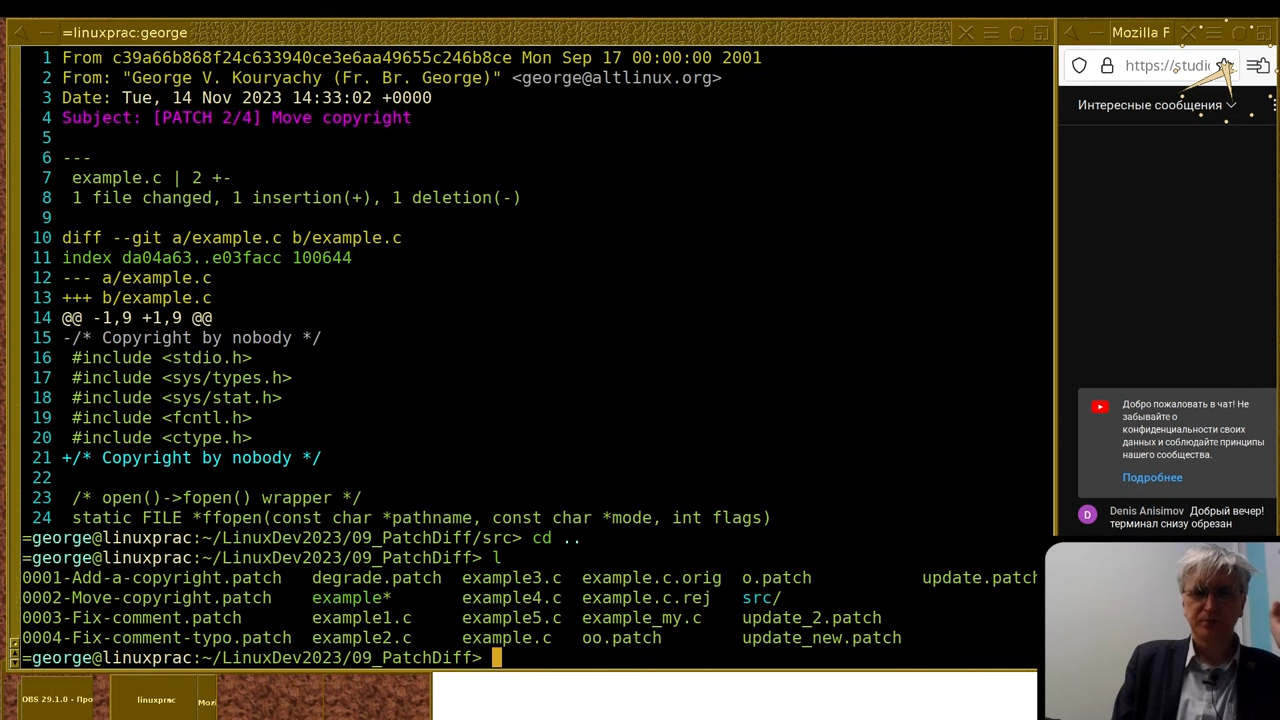 =linuxprac:george
1 From c39a66b868f24c633940ce3e6aa49655c246b8ce Mon Sep 17 00:00:00 2001
2 From: "George V. Kouryachy (Fr. Br. George)" <george@altlinux.org>
3 Date: Tue, 14 Nov 2023 14:33:02 +0000
4 Subject: [PATCH 2/4] Move copyright
5
6 ---
7 example.c | 2 +-
8 1 file changed, 1 insertion(+), 1 deletion(-)
9
10 diff --git a/example.c b/example.c
11 index da04a63..e03facc 100644
12 --- a/example.c
13 +++ b/example.c
14 @@ -1,9 +1,9 @@
15 -/* Copyright by nobody */
16 #include <stdio.h>
17 #include <sys/types.h>
18 #include <sys/stat.h>
19 #include <fcntl.h>
20 #include <ctype.h>
21 +/* Copyright by nobody */
22
23 /* open()->fopen() wrapper */
24 static FILE *ffopen(const char *pathname, const char *mode, int flags)
=george@linuxprac:~/LinuxDev2023/09_PatchDiff/src> cd ..
=george@linuxprac:~/LinuxDev2023/09_PatchDiff> l
0001-Add-a-copyright.patch degrade.patch example3.c example.c.orig o.patch update.patch
0002-Move-copyright.patch example* example4.c example.c.rej src/
0003-Fix-comment.patch example1.c example5.c example_my.c update_2.patch
0004-Fix-comment-typo.patch example2.c example.c oo.patch update_new.patch
=george@linuxprac:~/LinuxDev2023/09_PatchDiff>
Mozilla F
https://studi
Интересные сообщения
Добро пожаловать в чат! Не
забывайте о
конфиденциальности своих
данных и соблюдайте принципы
нашего сообщества.
Подробнее
D
Denis Anisimov Добрый вечер!
терминал снизу обрезан
OBS 29.1.0 - Про
linuxprac
Moz